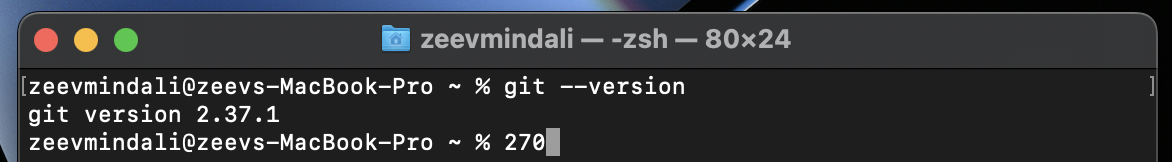 zeevmindali — -zsh — 80×24
[zeevmindali@zeevs-MacBook-Pro ~ % git --version ]
git version 2.37.1
zeevmindali@zeevs-MacBook-Pro ~ % 270